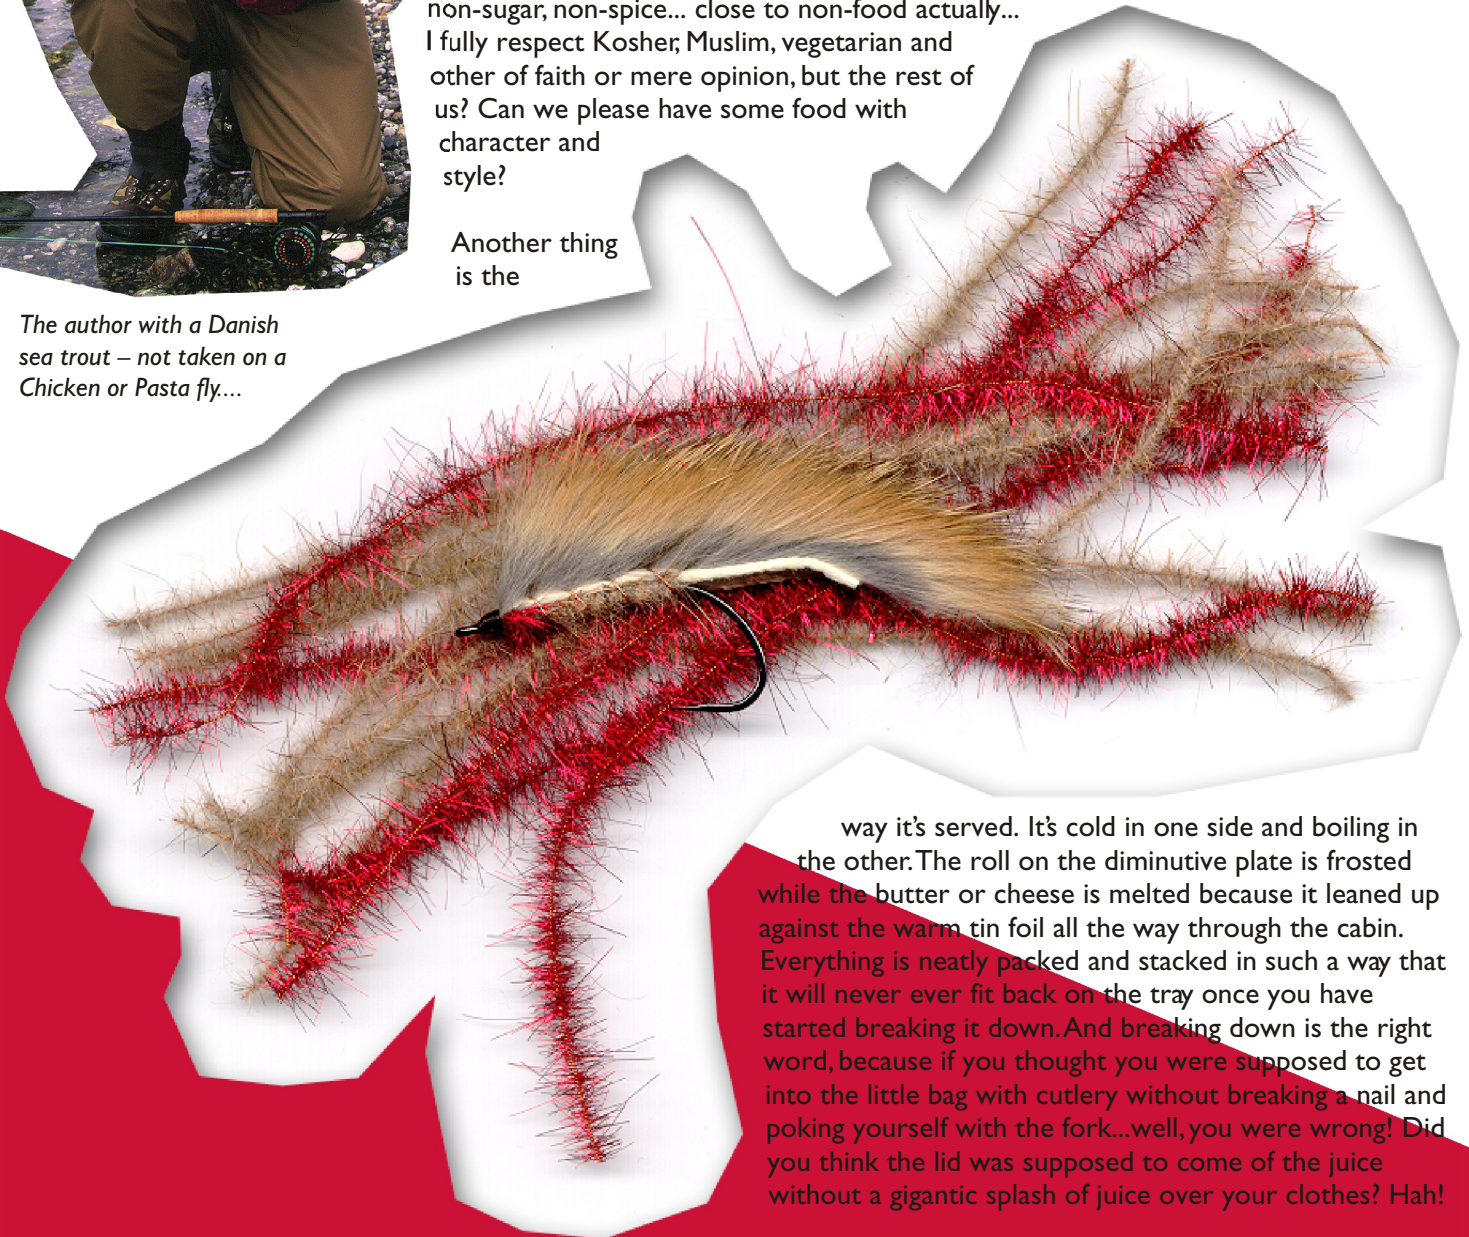 non-sugar, non-spice... close to non-food actually...
I fully respect Kosher, Muslim, vegetarian and
other of faith or mere opinion, but the rest of
us? Can we please have some food with
character and
style?
Another thing
is the
The author with a Danish
sea trout – not taken on a
Chicken or Pasta fly....
way it's served. It's cold in one side and boiling in
the other. The roll on the diminutive plate is frosted
while the butter or cheese is melted because it leaned up
against the warm tin foil all the way through the cabin.
Everything is neatly packed and stacked in such a way that
it will never ever fit back on the tray once you have
started breaking it down. And breaking down is the right
word, because if you thought you were supposed to get
into the little bag with cutlery without breaking a nail and
poking yourself with the fork...well, you were wrong! Did
you think the lid was supposed to come of the juice
without a gigantic splash of juice over your clothes? Hah!